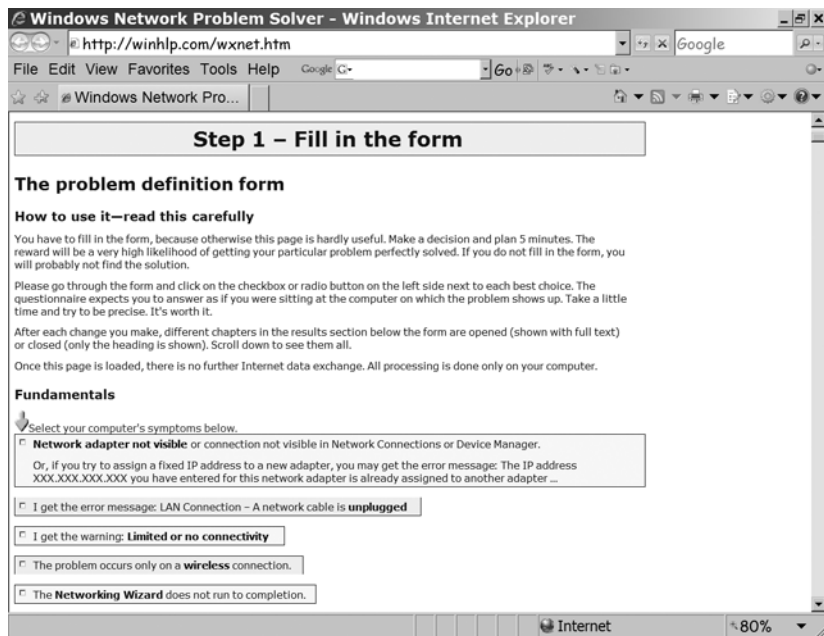 Windows Network Problem Solver - Windows Internet Explorer
http://winhlp.com/wxnet.htm
Google
File Edit View Favorites Tools Help Google G Go
Windows Network Pro...
Step 1 – Fill in the form
The problem definition form
How to use it—read this carefully
You have to fill in the form, because otherwise this page is hardly useful. Make a decision and plan 5 minutes. The
reward will be a very high likelihood of getting your particular problem perfectly solved. If you do not fill in the form, you
will probably not find the solution.
Please go through the form and click on the checkbox or radio button on the left side next to each best choice. The
questionnaire expects you to answer as if you were sitting at the computer on which the problem shows up. Take a little
time and try to be precise. It's worth it.
After each change you make, different chapters in the results section below the form are opened (shown with full text)
or closed (only the heading is shown). Scroll down to see them all.
Once this page is loaded, there is no further Internet data exchange. All processing is done only on your computer.
Fundamentals
Select your computer's symptoms below.
Network adapter not visible or connection not visible in Network Connections or Device Manager.
Or, if you try to assign a fixed IP address to a new adapter, you may get the error message: The IP address
XXX.XXX.XXX.XXX you have entered for this network adapter is already assigned to another adapter ...
I get the error message: LAN Connection – A network cable is unplugged
I get the warning: Limited or no connectivity
The problem occurs only on a wireless connection.
The Networking Wizard does not run to completion.
Internet
80%